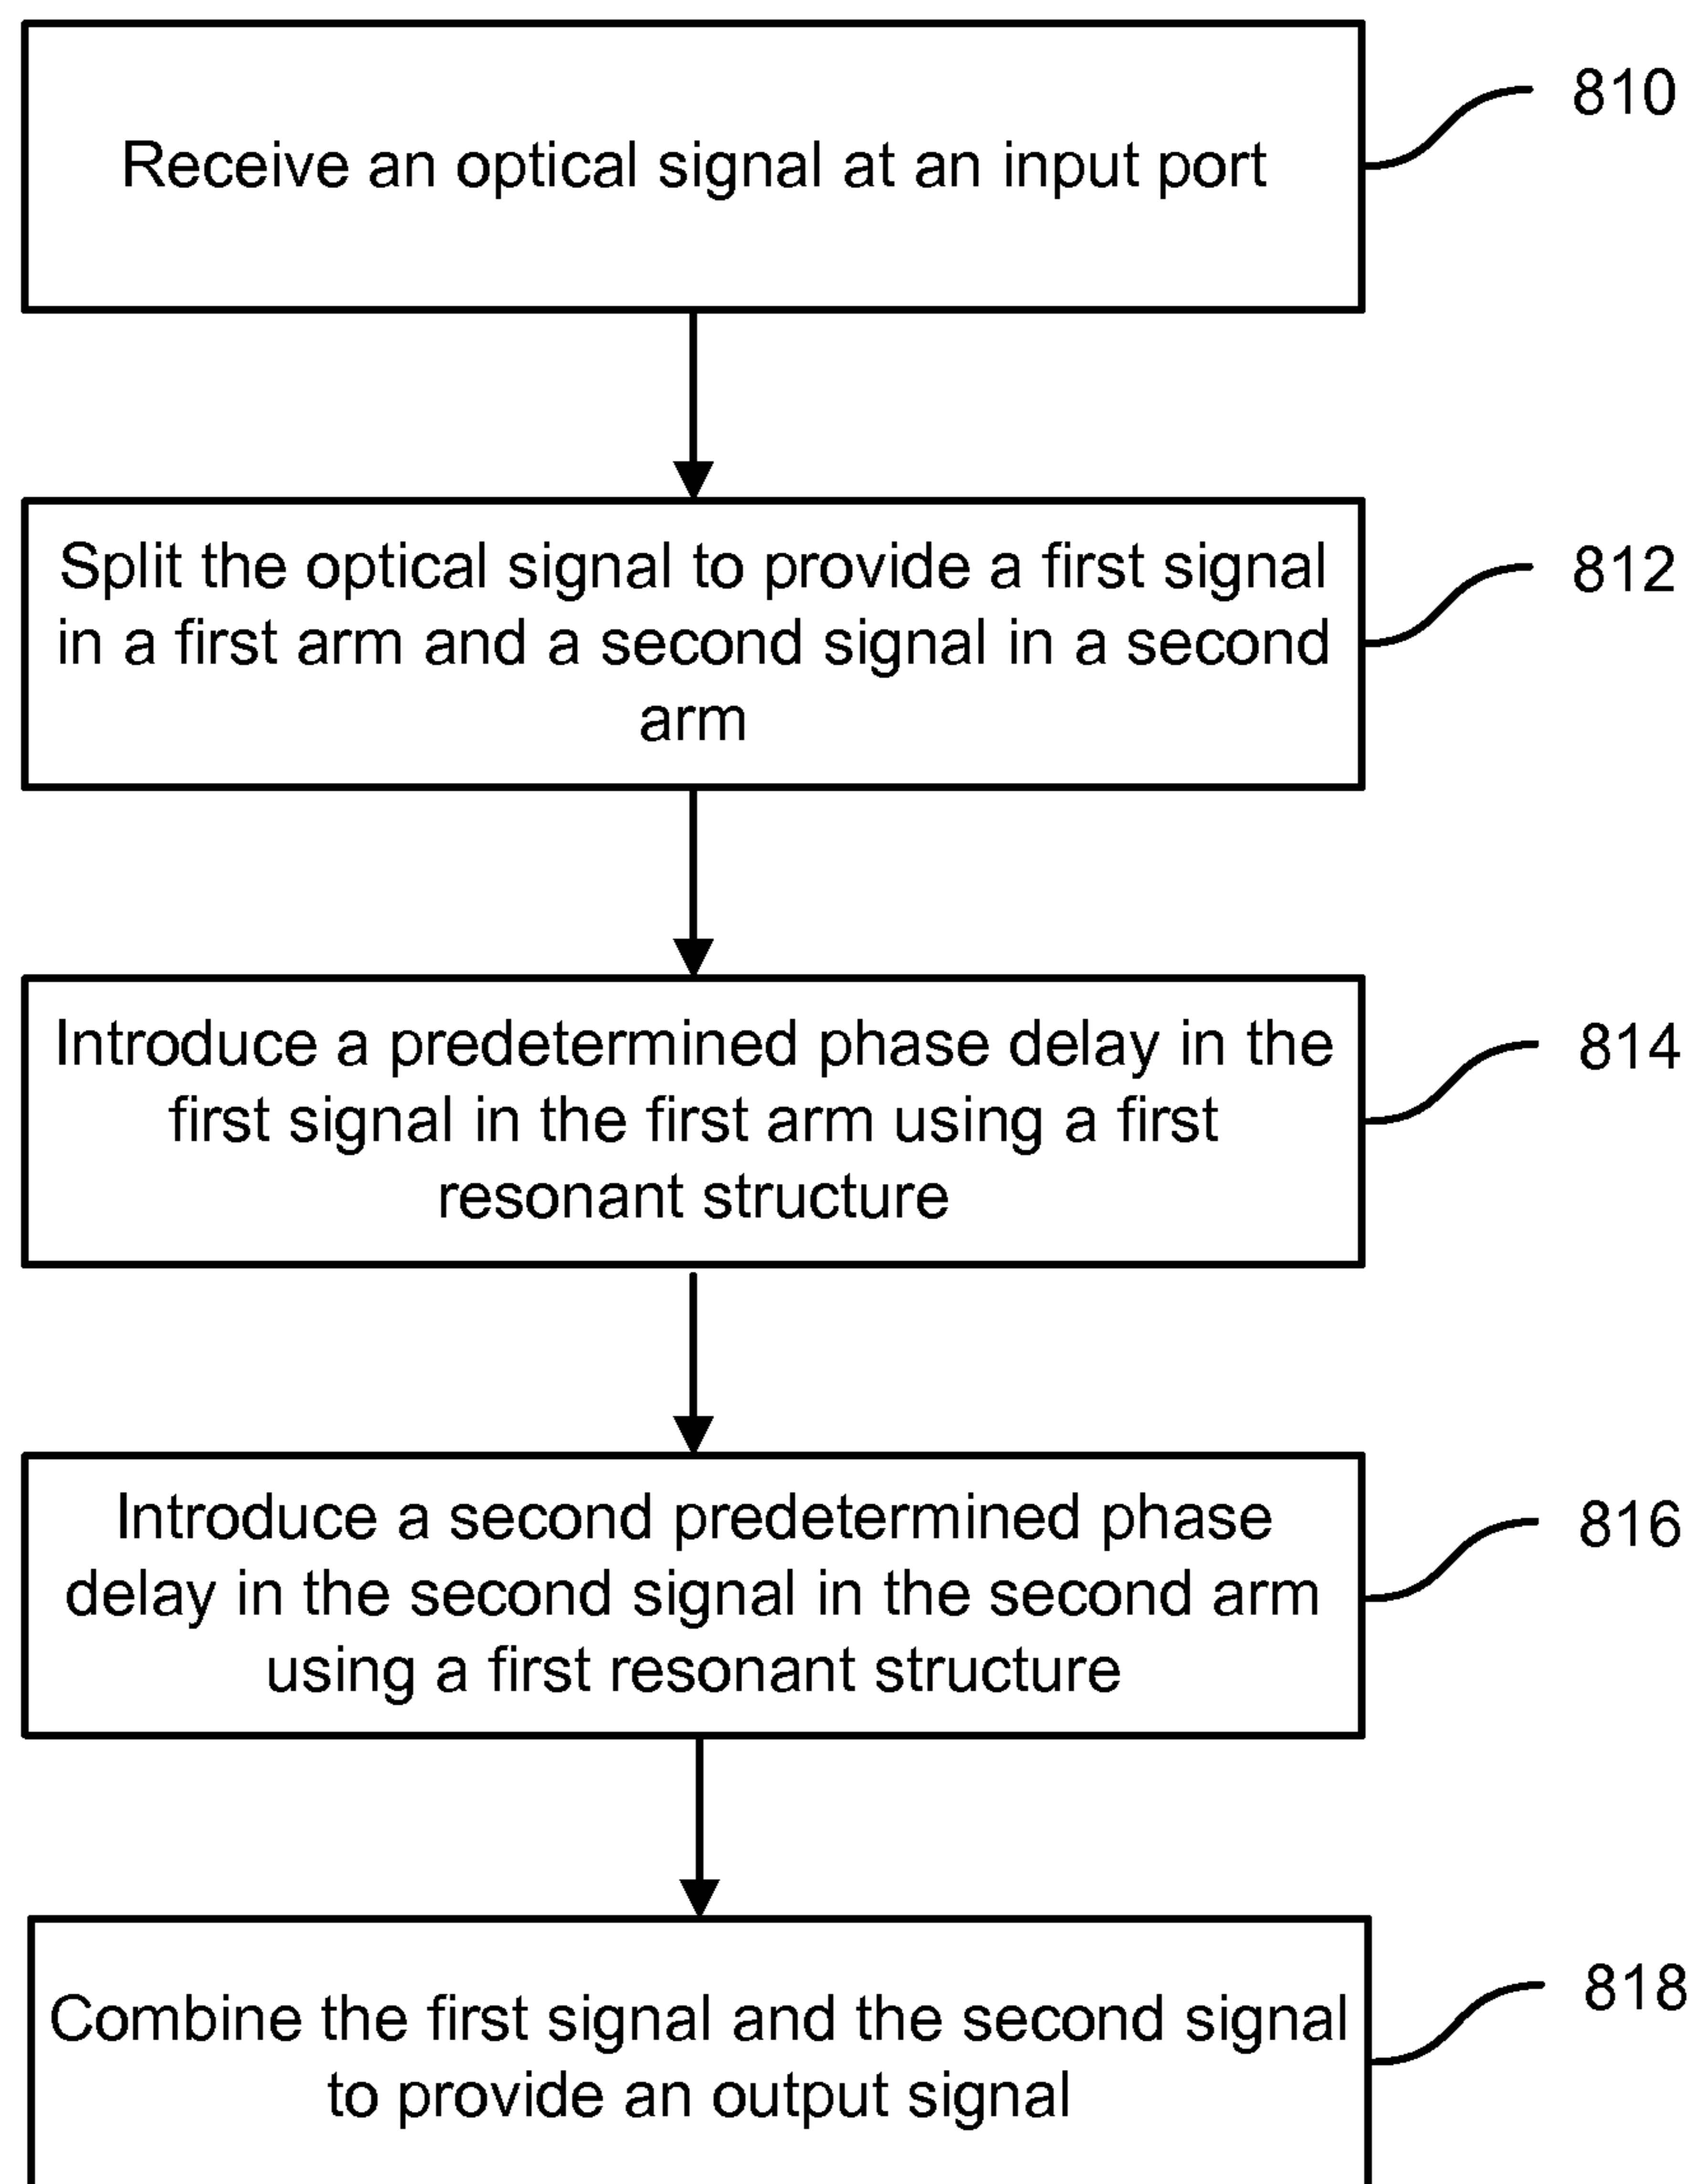 Receive an optical signal at an input port
810
Split the optical signal to provide a first signal
in a first arm and a second signal in a second
arm
812
Introduce a predetermined phase delay in the
first signal in the first arm using a first
resonant structure
814
Introduce a second predetermined phase
delay in the second signal in the second arm
using a first resonant structure
816
Combine the first signal and the second signal
to provide an output signal
818